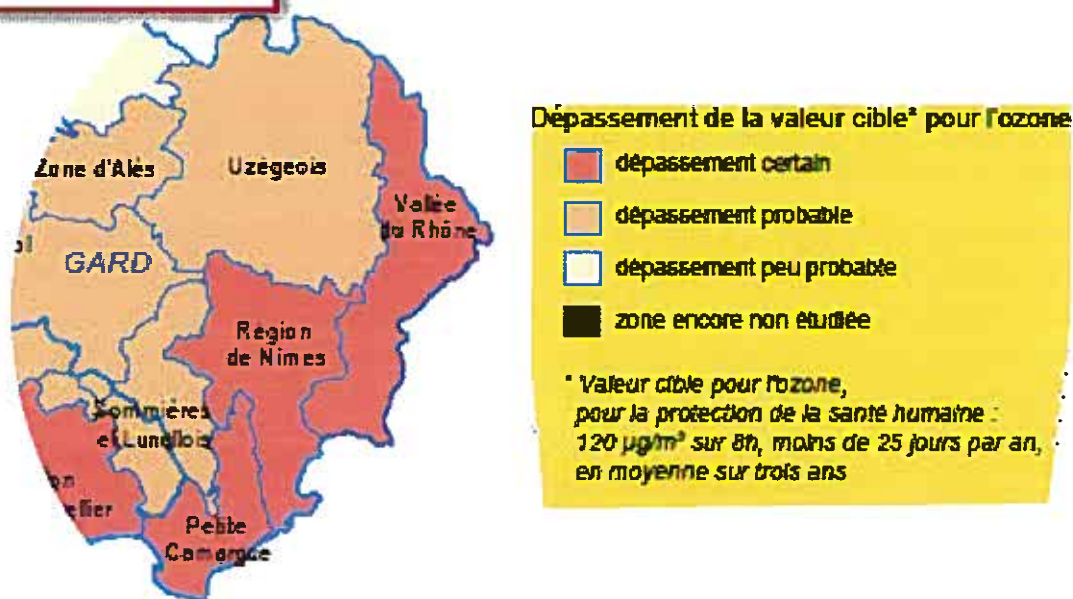 Zone d'Alès
Uzégeois
Vallée
du Rhône
GARD
Région
de Nîmes
Sommières
et Lunellois
Petite
Camargue
Dépassement de la valeur cible* pour l'ozone
dépassement certain
dépassement probable
dépassement peu probable
zone encore non étudiée
* Valeur cible pour l'ozone,
pour la protection de la santé humaine :
120 µg/m³ sur 8h, moins de 25 jours par an,
en moyenne sur trois ans